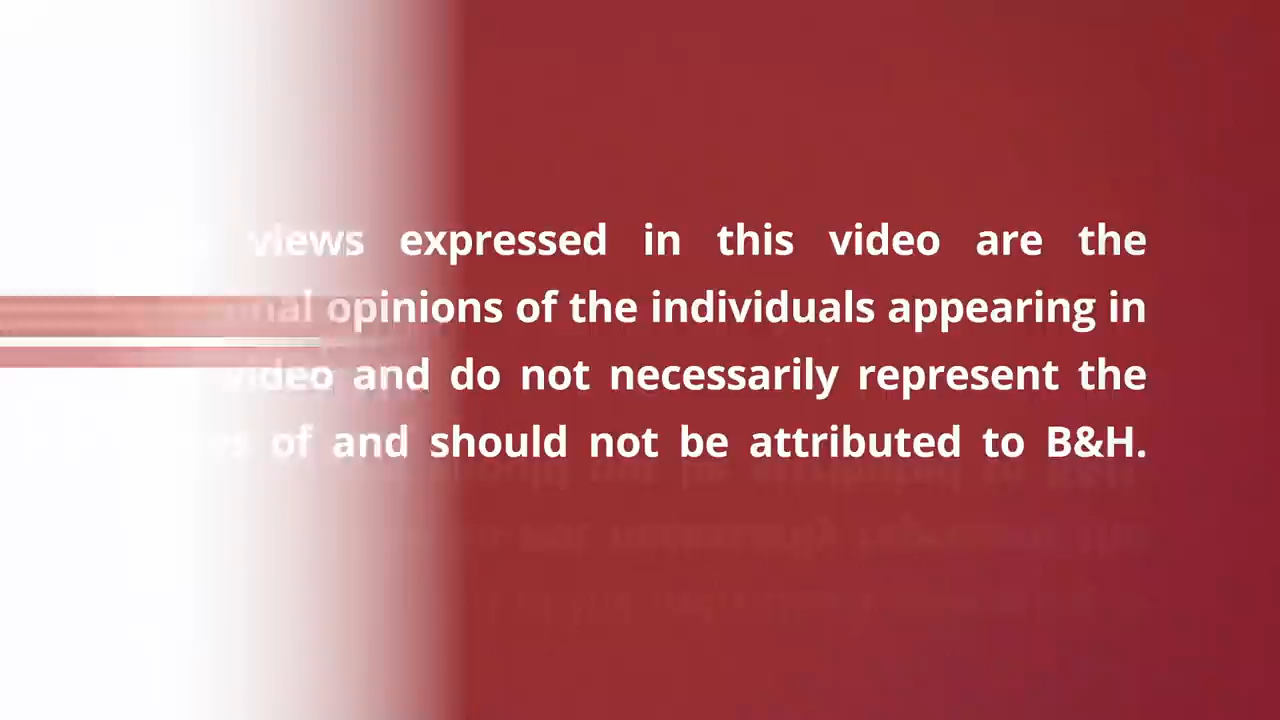 views expressed in this video are the
opinions of the individuals appearing in
video and do not necessarily represent the
of and should not be attributed to B&H.